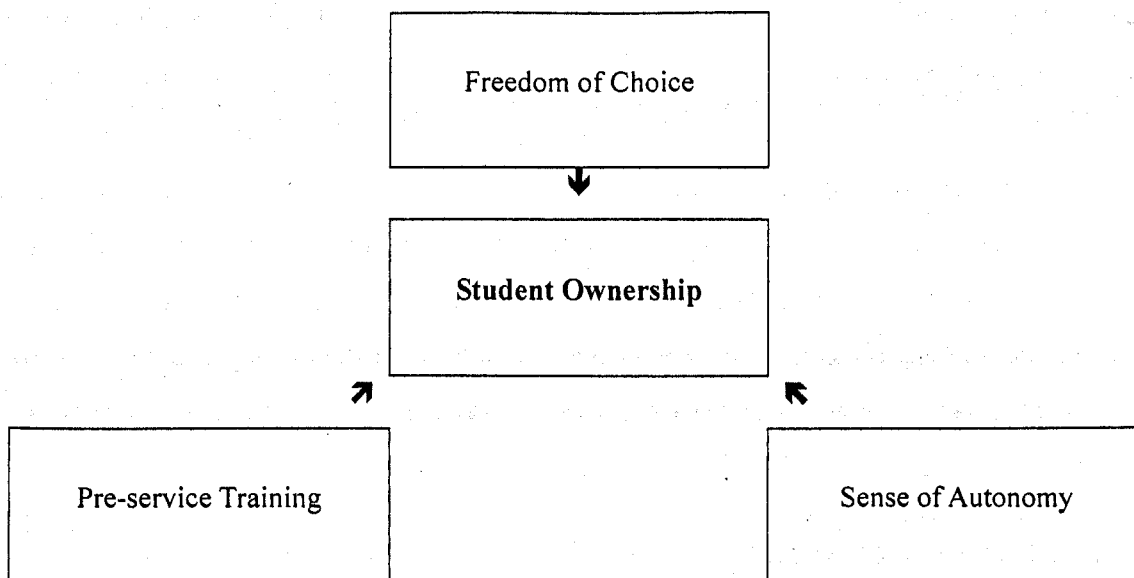 Freedom of Choice
Student Ownership
Pre-service Training
Sense of Autonomy